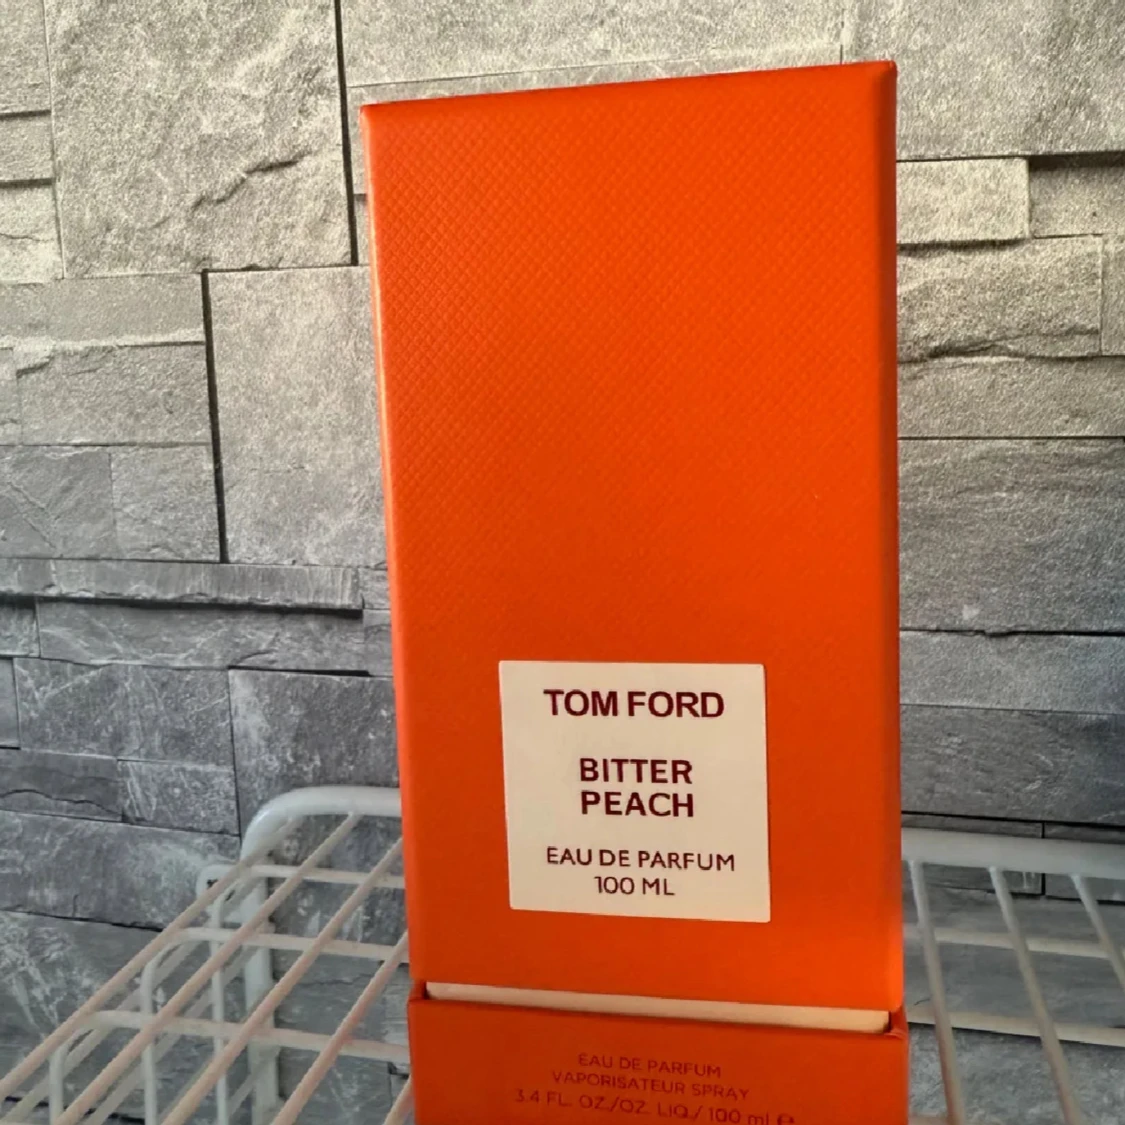 TOM FORD
BITTER
PEACH
EAU DE PARFUM
100 ML
EAU DE PARFUM
VAPORISATEUR SPRAY
3.4 FL. OZ./OZ. LIQ./ 100 ml ℮